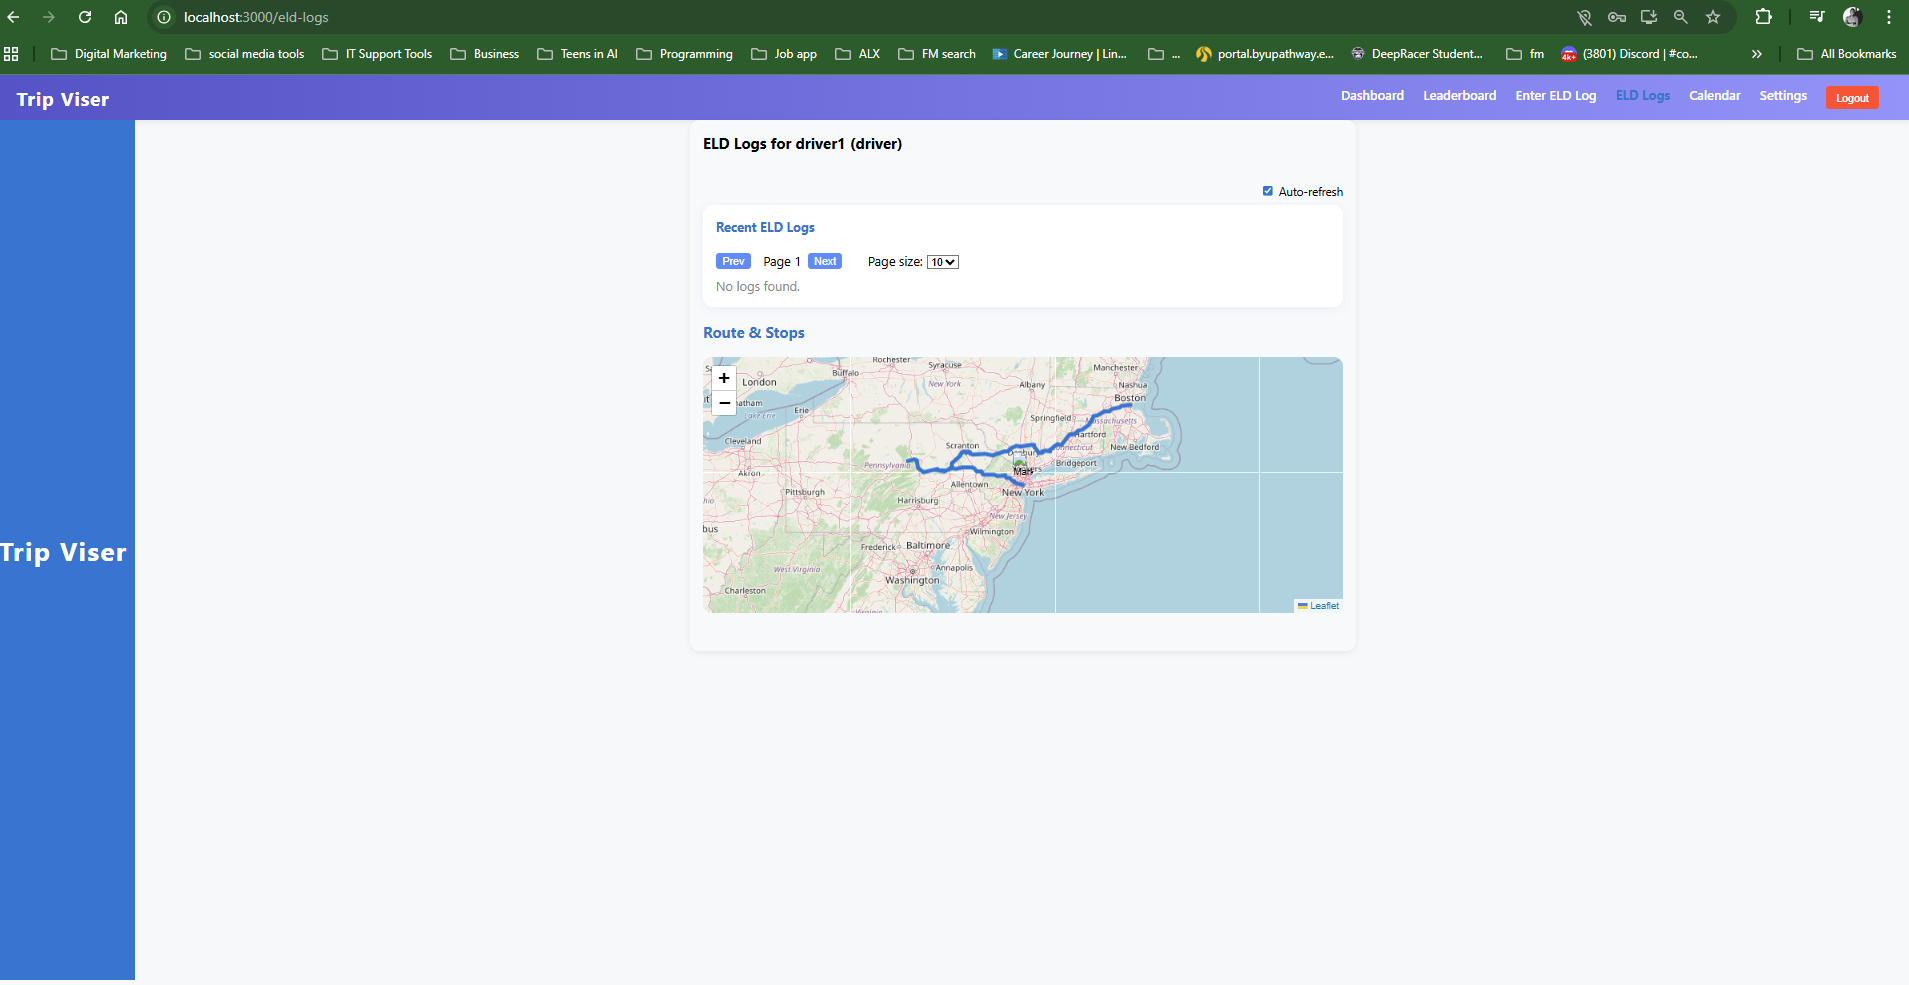 localhost:3000/eld-logs
Digital Marketing social media tools IT Support Tools Business Teens in AI Programming Job app ALX FM search Career Journey | Lin... ... portal.byupathway.e... DeepRacer Student... fm 4k+ (3801) Discord | #co... » All Bookmarks
Trip Viser Dashboard Leaderboard Enter ELD Log ELD Logs Calendar Settings Logout
ELD Logs for driver1 (driver)
Auto-refresh
Recent ELD Logs
Prev Page 1 Next Page size: 10
No logs found.
Route & Stops
+
−
Rochester
Syracuse
Manchester
Buffalo
London
New York
Albany
Nashua
Boston
Lake Erie
Erie
Springfield
Massachusetts
Hartford
Cleveland
Scranton
Connecticut
New Bedford
Pennsylvania
Bridgeport
Akron
Mark
Allentown
New York
Pittsburgh
Harrisburg
New Jersey
Wilmington
Frederick
Baltimore
Trip Viser
West Virginia
Annapolis
Washington
Charleston
Virginia
Leaflet